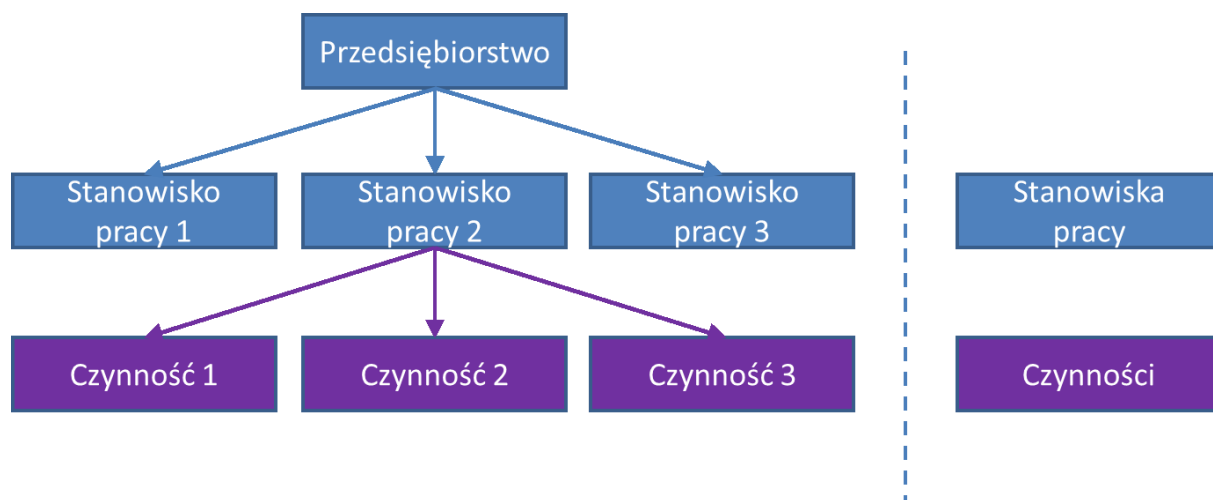 Przedsiębiorstwo
Stanowisko
pracy 1
Stanowisko
pracy 2
Stanowisko
pracy 3
Stanowiska
pracy
Czynność 1
Czynność 2
Czynność 3
Czynności